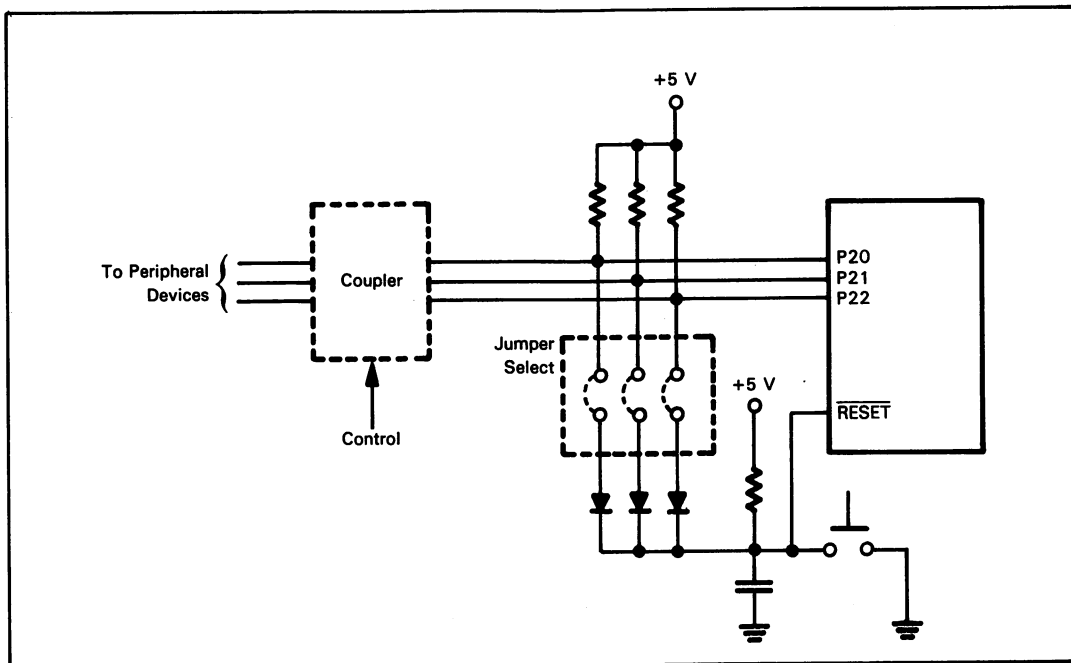 +5 V
To Peripheral
Devices
Coupler
P20
P21
P22
Jumper
Select
+5 V
RESET
Control